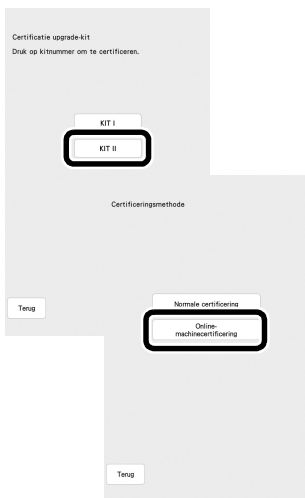 Certificatie upgrade-kit
Druk op kitnummer om te certificeren.
KIT I
KIT II
Terug
Certificeringsmethode
Normale certificering
Online-
machinecertificering
Terug